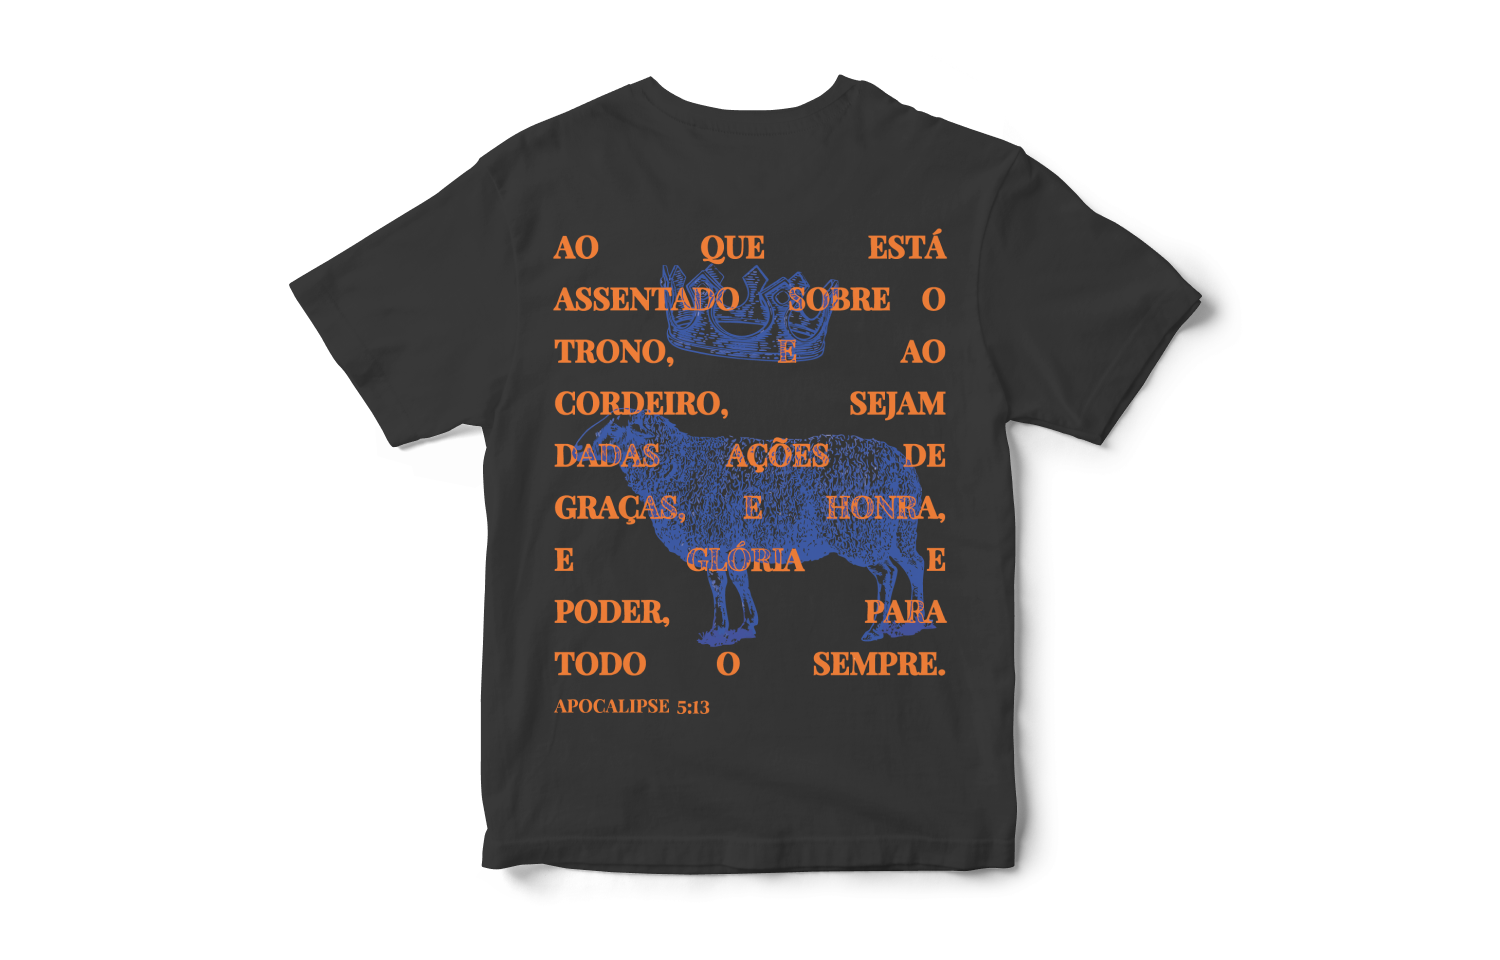 AO QUE ESTÁ
ASSENTADO SOBRE O
TRONO, E AO
CORDEIRO, SEJAM
DADAS AÇÕES DE
GRAÇAS, E HONRA,
E GLÓRIA E
PODER, PARA
TODO O SEMPRE.
APOCALIPSE 5:13